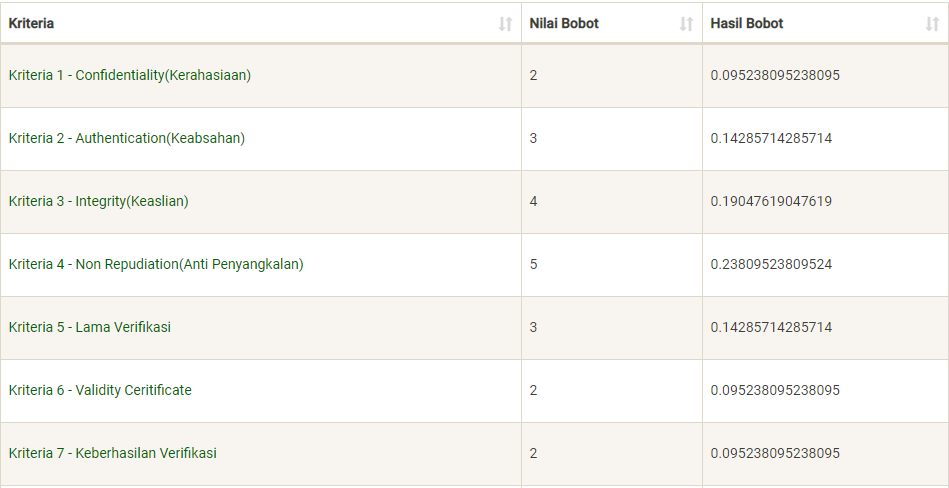 Kriteria Nilai Bobot Hasil Bobot
Kriteria 1 - Confidentiality(Kerahasiaan) 2 0.095238095238095
Kriteria 2 - Authentication(Keabsahan) 3 0.14285714285714
Kriteria 3 - Integrity(Keaslian) 4 0.19047619047619
Kriteria 4 - Non Repudiation(Anti Penyangkalan) 5 0.23809523809524
Kriteria 5 - Lama Verifikasi 3 0.14285714285714
Kriteria 6 - Validity Ceritificate 2 0.095238095238095
Kriteria 7 - Keberhasilan Verifikasi 2 0.095238095238095